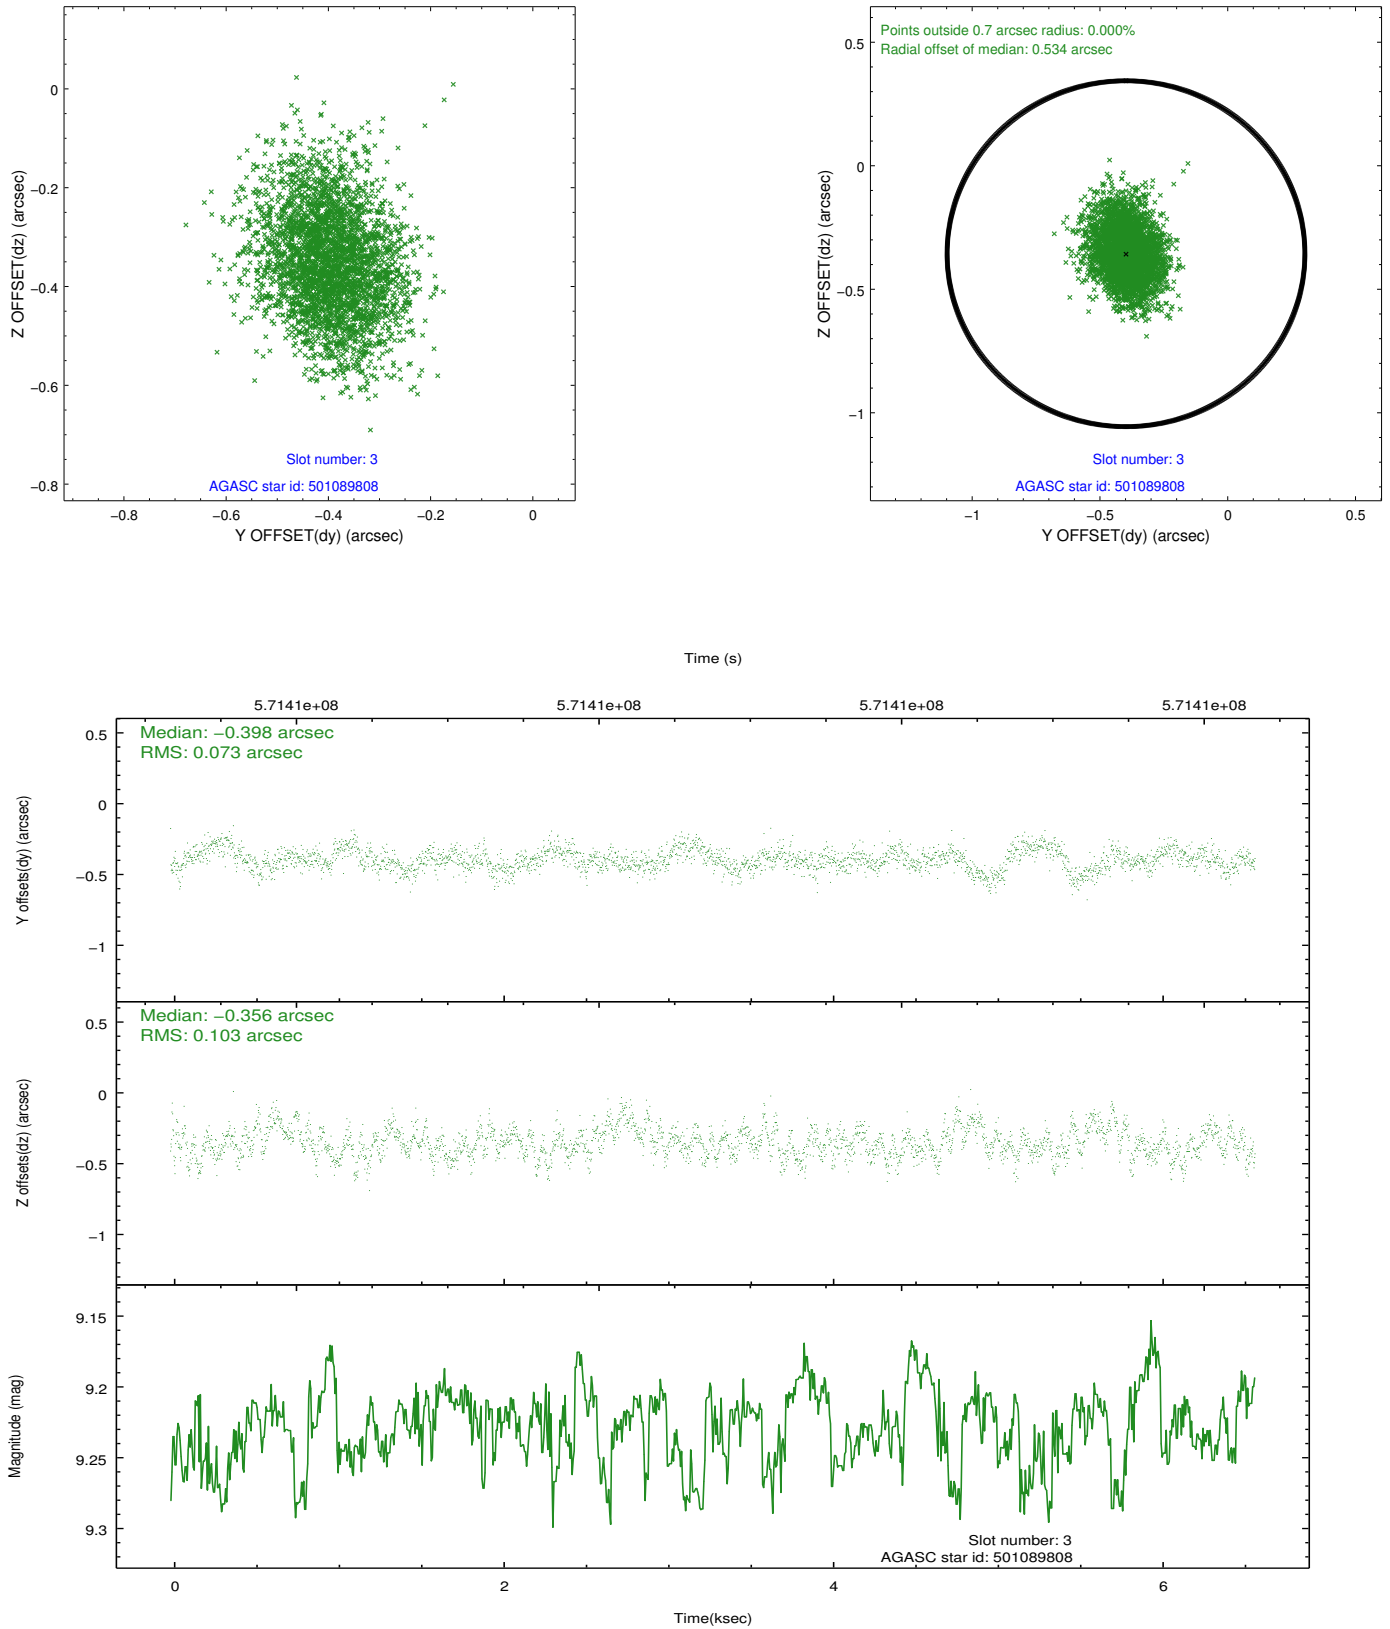 0
−0.2
−0.4
−0.6
−0.8
Z OFFSET(dz) (arcsec)
Slot number: 3
AGASC star id: 501089808
−0.8 −0.6 −0.4 −0.2 0
Y OFFSET(dy) (arcsec)
Points outside 0.7 arcsec radius: 0.000%
Radial offset of median: 0.534 arcsec
0.5
0
−0.5
−1
Z OFFSET(dz) (arcsec)
Slot number: 3
AGASC star id: 501089808
−1 −0.5 0 0.5
Y OFFSET(dy) (arcsec)
Time (s)
5.7141e+08 5.7141e+08 5.7141e+08 5.7141e+08
Median: −0.398 arcsec
RMS: 0.073 arcsec
0.5
0
−0.5
−1
Y offsets(dy) (arcsec)
Median: −0.356 arcsec
RMS: 0.103 arcsec
0.5
0
−0.5
−1
Z offsets(dz) (arcsec)
9.15
9.2
9.25
9.3
Magnitude (mag)
Slot number: 3
AGASC star id: 501089808
0 2 4 6
Time(ksec)